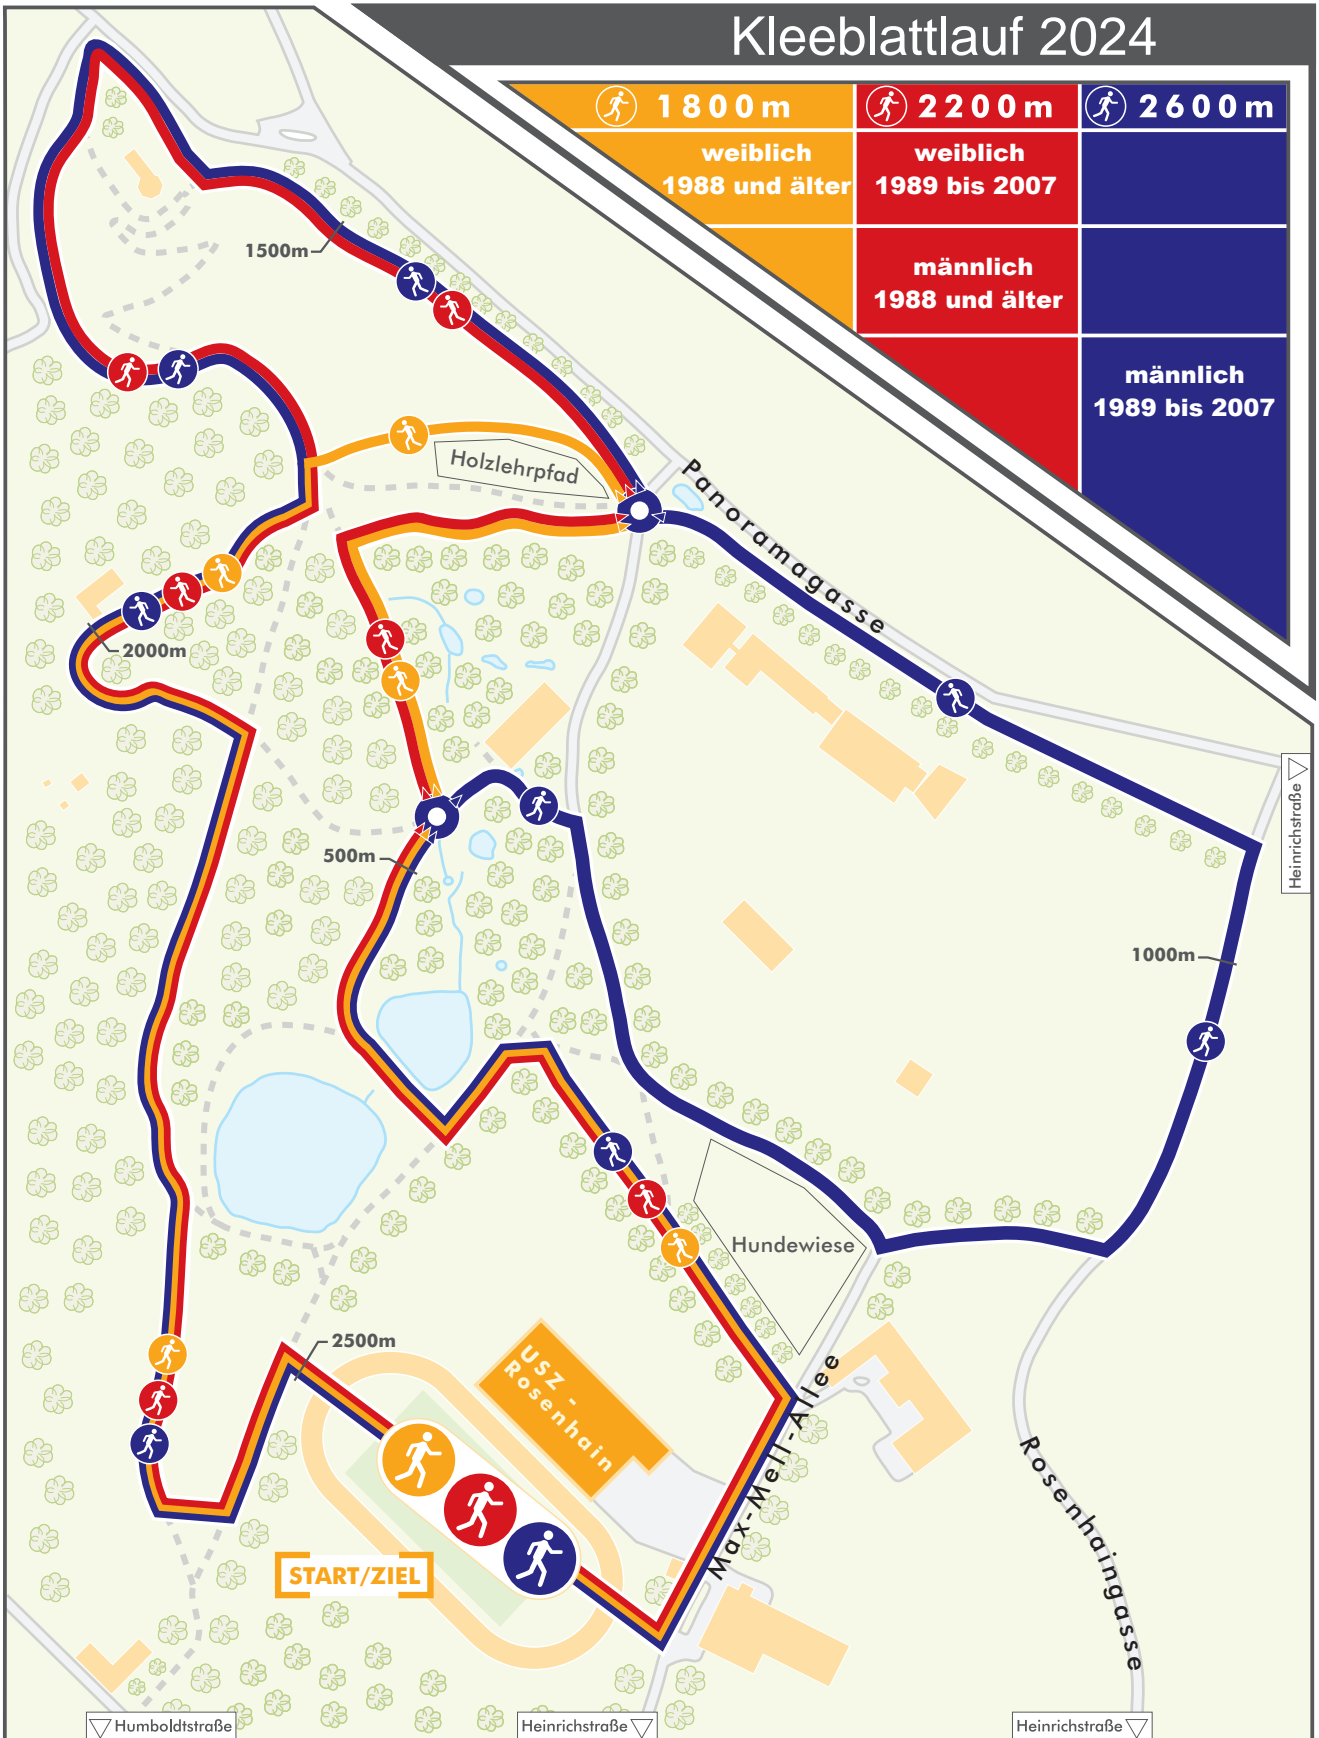 Kleeblattlauf 2024
1800m
2200m
2600m
weiblich
1988 und älter
weiblich
1989 bis 2007
männlich
1988 und älter
männlich
1989 bis 2007
1500m
Holzlehrpfad
Panoramagasse
2000m
Heinrichstraße
500m
1000m
Hundewiese
2500m
USZ -
Rosenhain
Max-Mell-Allee
Rosenhaingasse
START/ZIEL
Humboldtstraße
Heinrichstraße
Heinrichstraße